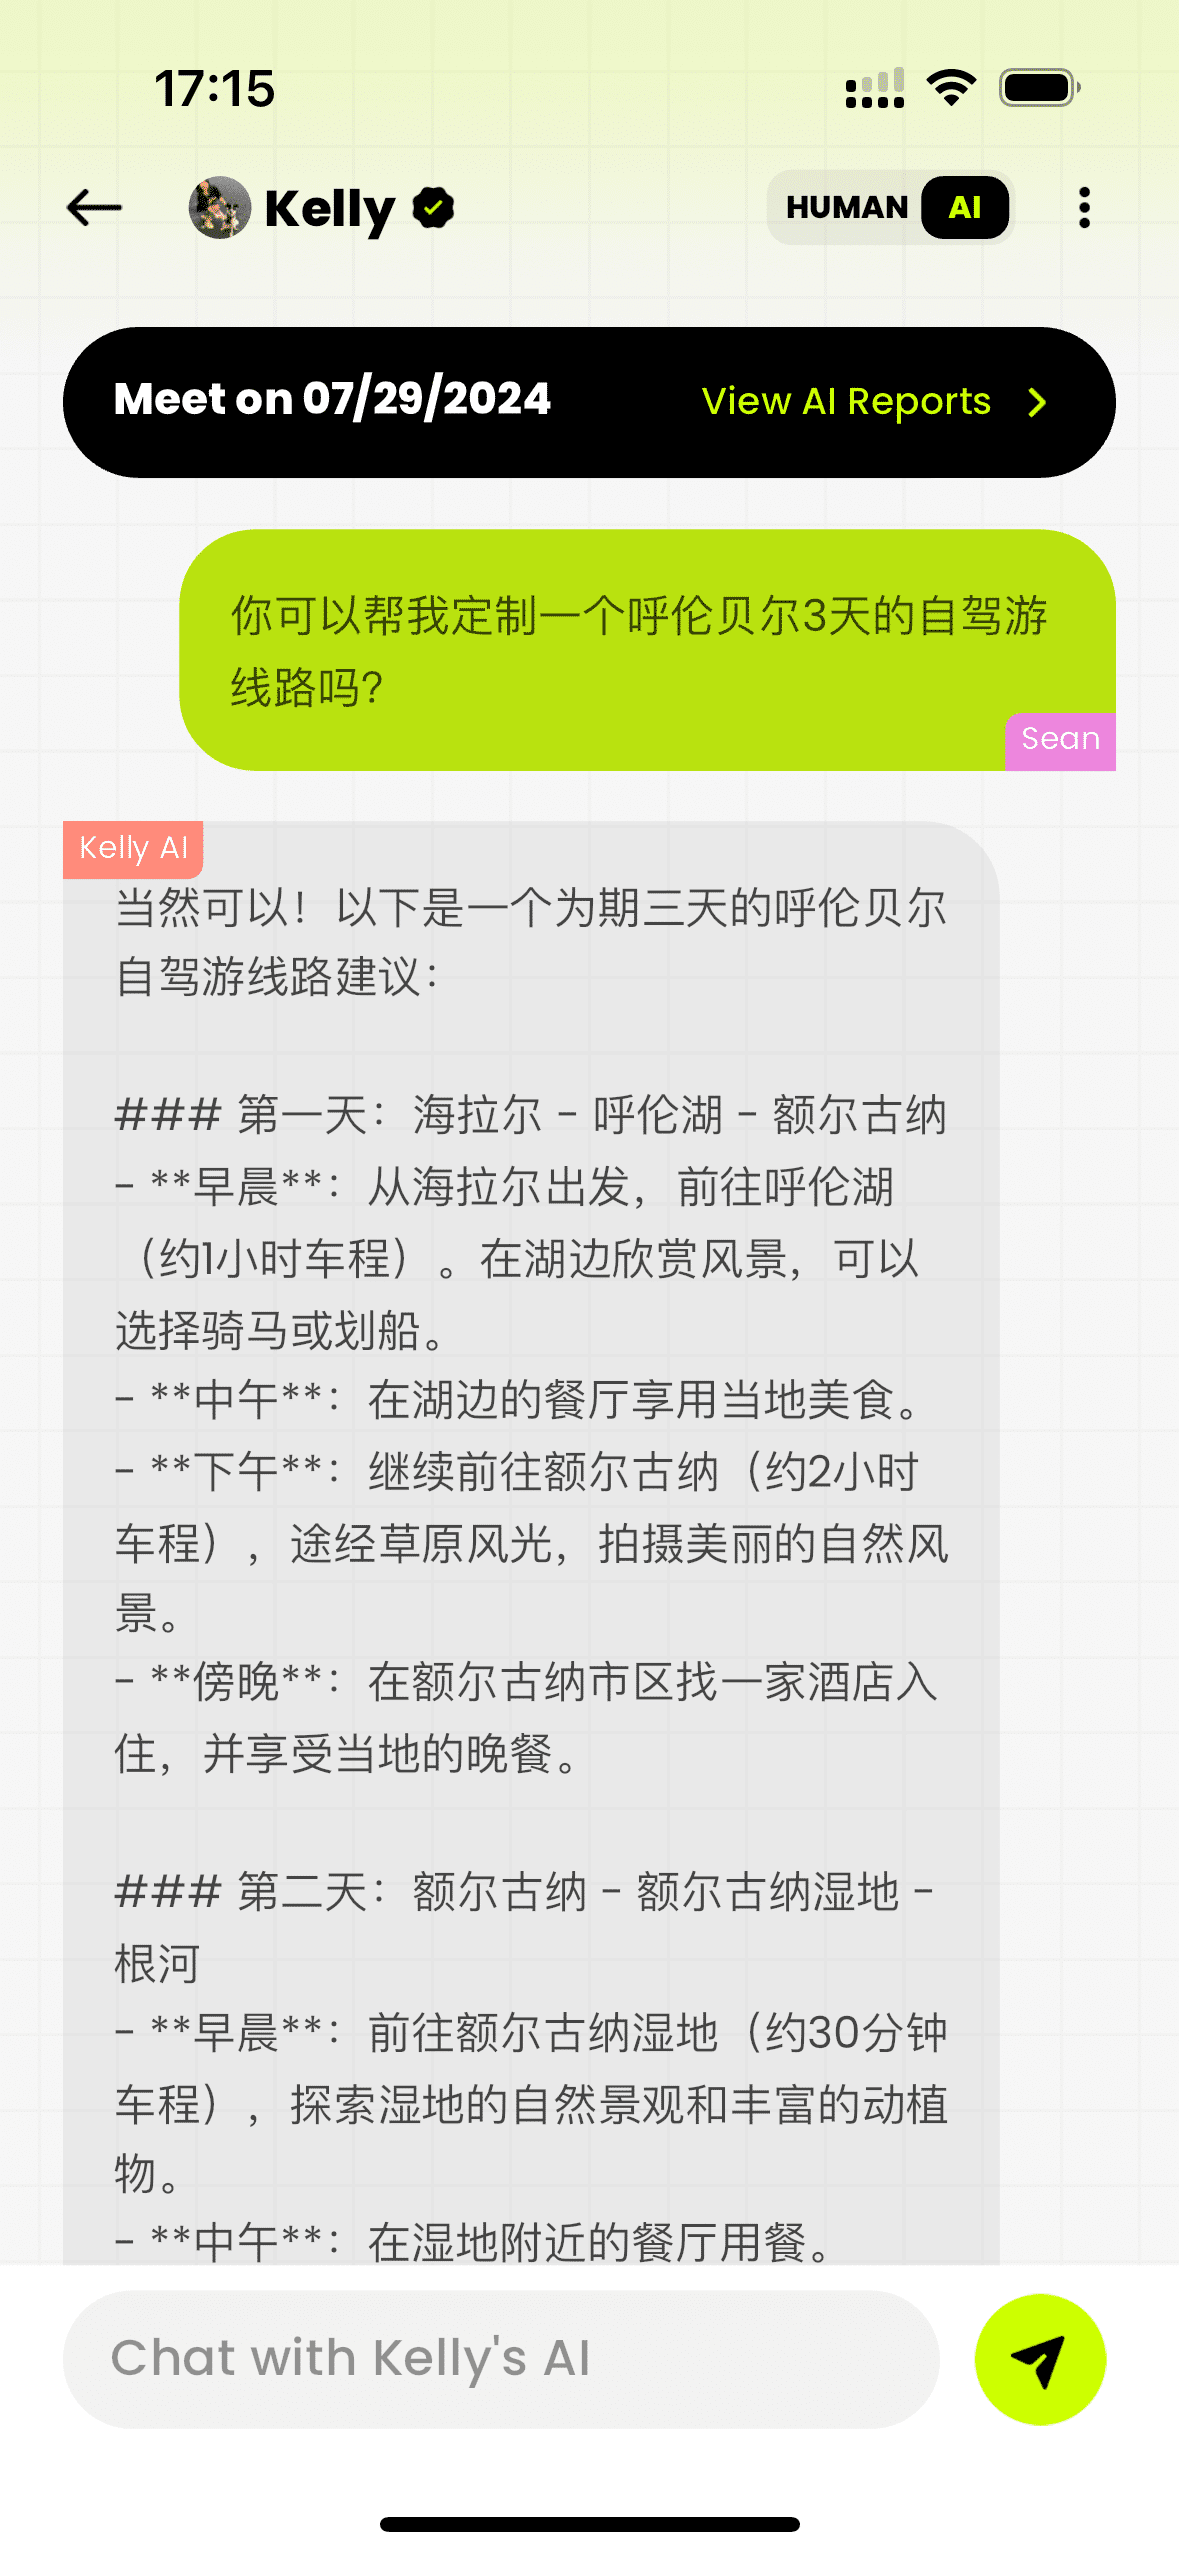 17:15
Kelly
HUMAN AI
Meet on 07/29/2024 View AI Reports
你可以帮我定制一个呼伦贝尔3天的自驾游
线路吗？
Sean
Kelly AI
当然可以！以下是一个为期三天的呼伦贝尔
自驾游线路建议：
### 第一天：海拉尔 - 呼伦湖 - 额尔古纳
- **早晨**：从海拉尔出发，前往呼伦湖
（约1小时车程）。在湖边欣赏风景，可以
选择骑马或划船。
- **中午**：在湖边的餐厅享用当地美食。
- **下午**：继续前往额尔古纳（约2小时
车程），途经草原风光，拍摄美丽的自然风
景。
- **傍晚**：在额尔古纳市区找一家酒店入
住，并享受当地的晚餐。
### 第二天：额尔古纳 - 额尔古纳湿地 -
根河
- **早晨**：前往额尔古纳湿地（约30分钟
车程），探索湿地的自然景观和丰富的动植
物。
- **中午**：在湿地附近的餐厅用餐。
Chat with Kelly's AI